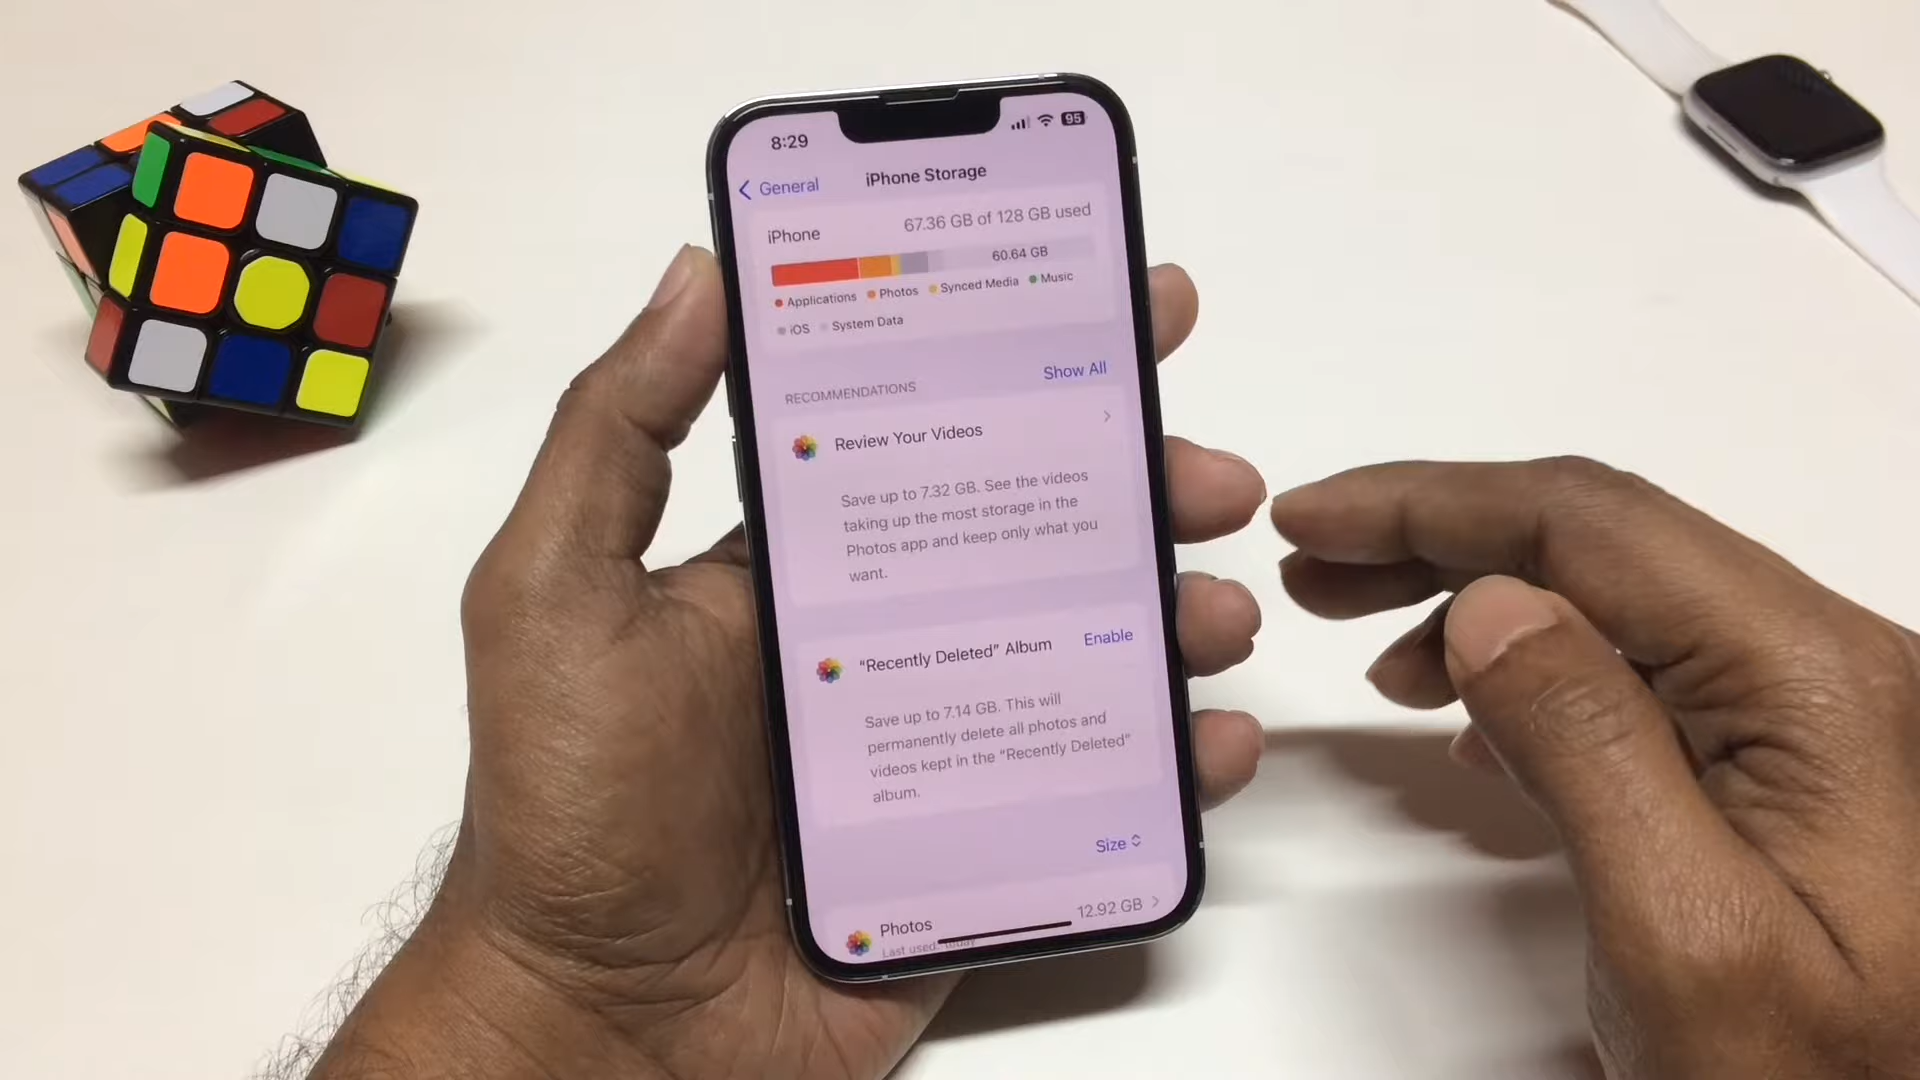 8:29
95
General
iPhone Storage
iPhone
67.36 GB of 128 GB used
60.64 GB
Applications
Photos
Synced Media
Music
iOS
System Data
RECOMMENDATIONS
Show All
Review Your Videos
Save up to 7.32 GB. See the videos
taking up the most storage in the
Photos app and keep only what you
want.
“Recently Deleted” Album
Enable
Save up to 7.14 GB. This will
permanently delete all photos and
videos kept in the “Recently Deleted”
album.
Size
Photos
12.92 GB
Last used: Today